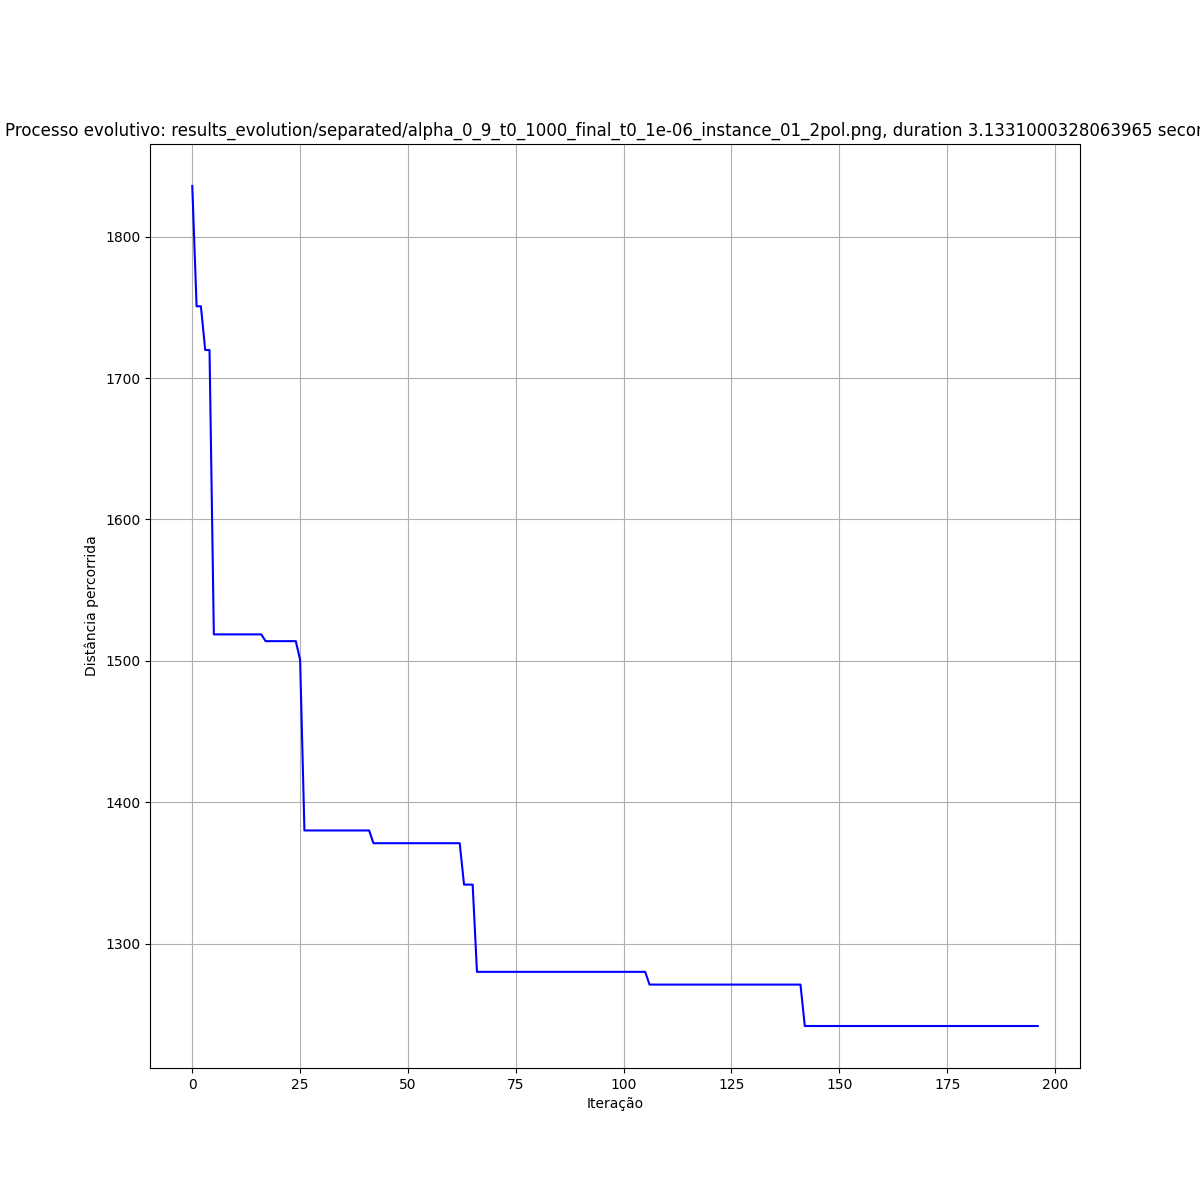 Processo evolutivo: results_evolution/separated/alpha_0_9_t0_1000_final_t0_1e-06_instance_01_2pol.png, duration 3.1331000328063965 secon
1800
1700
1600
1500
1400
1300
Distância percorrida
0 25 50 75 100 125 150 175 200
Iteração